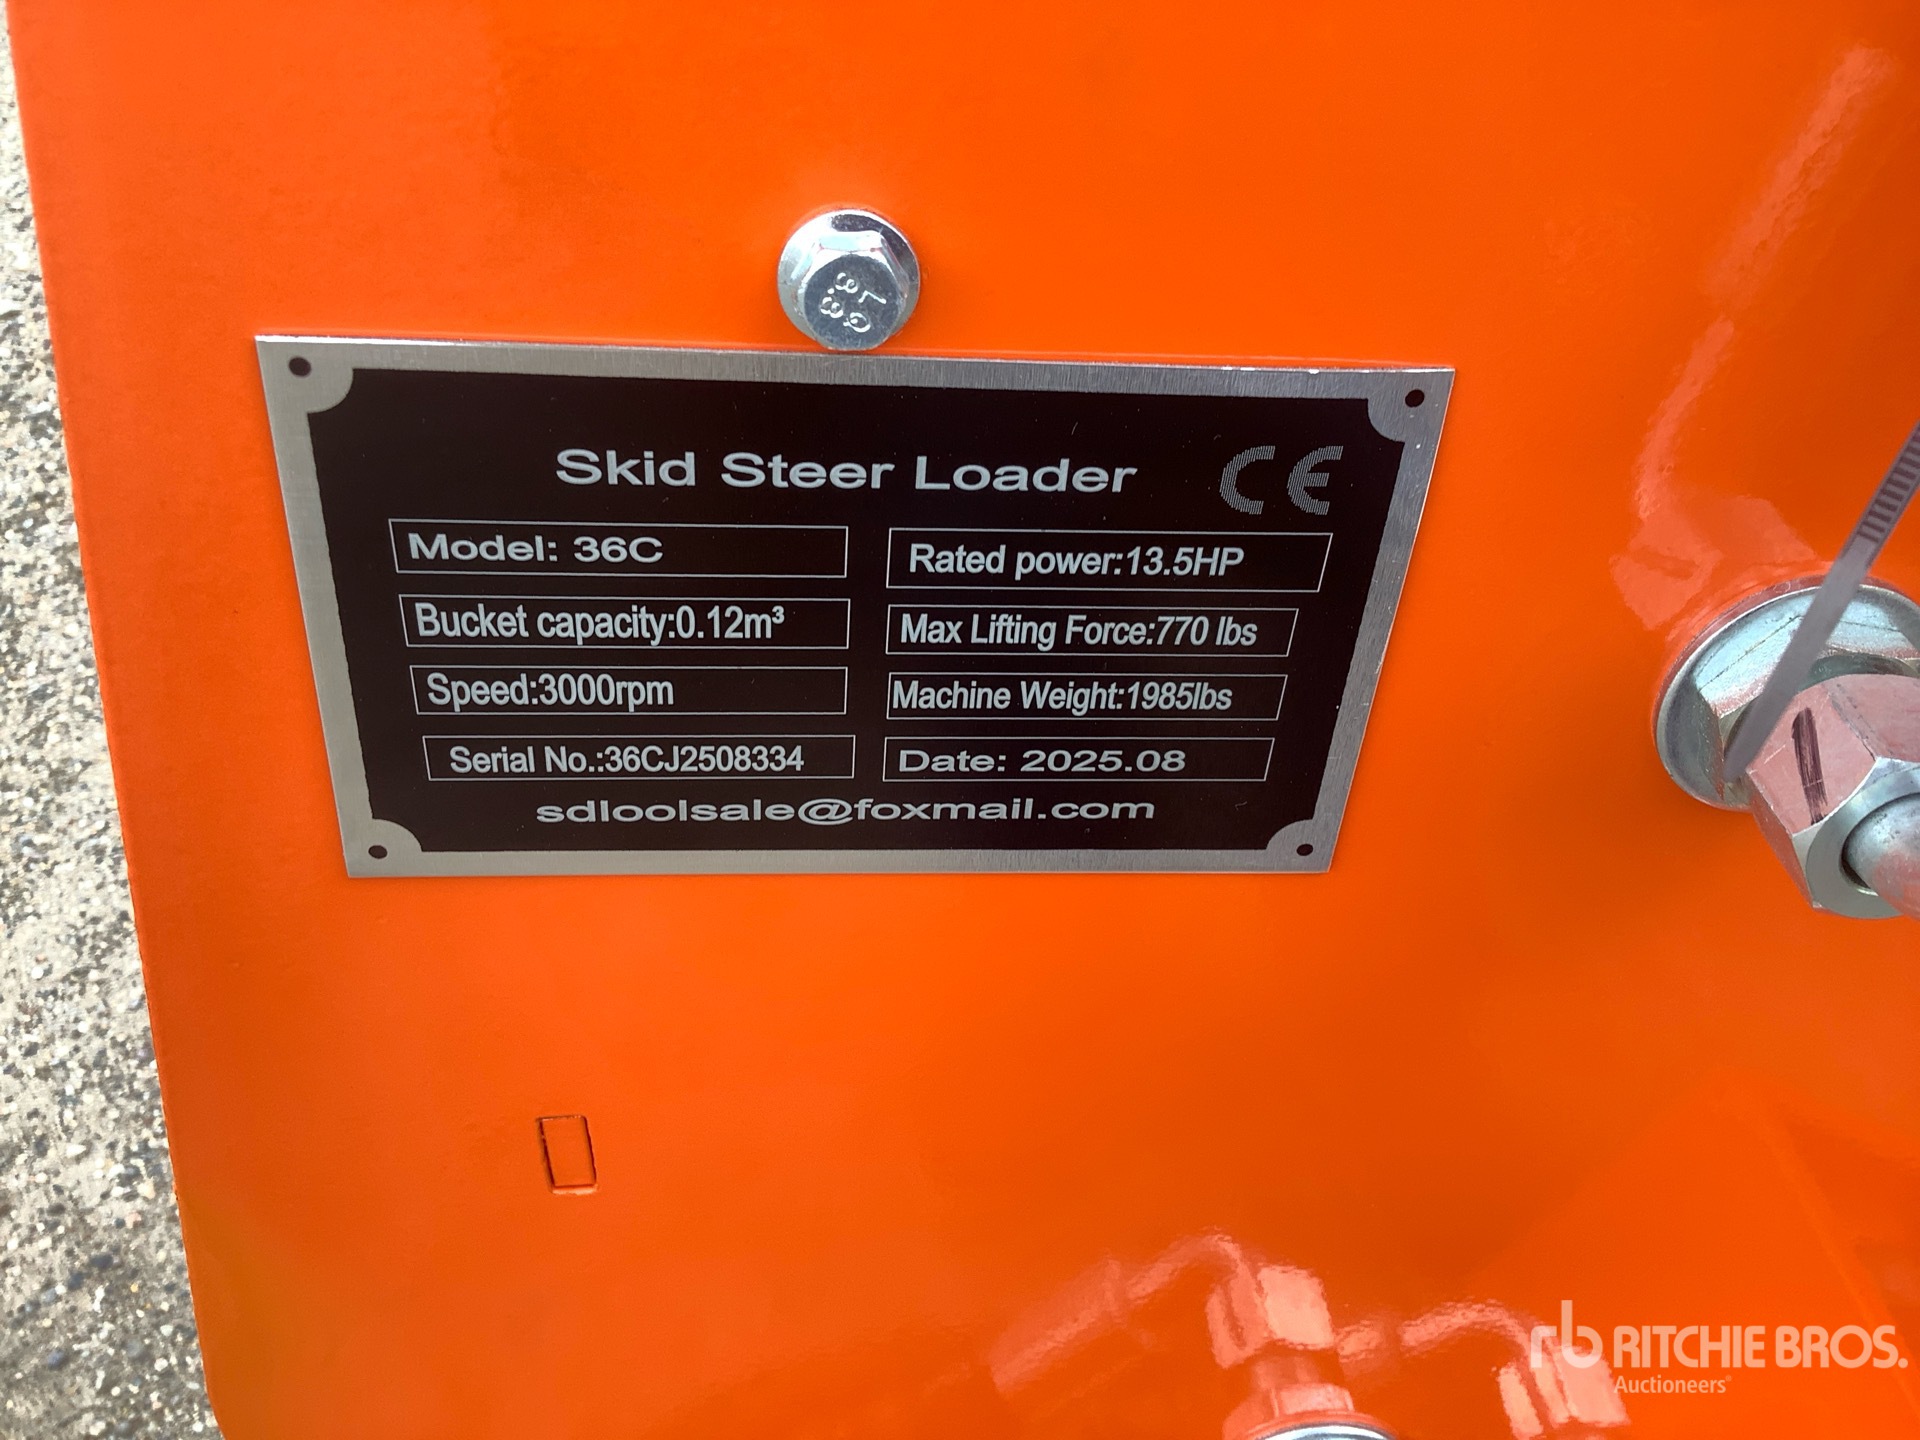 8.8
Skid Steer Loader CE
Model: 36C
Rated power:13.5HP
Bucket capacity:0.12m³
Max Lifting Force:770 lbs
Speed:3000rpm
Machine Weight:1985lbs
Serial No.:36CJ2508334
Date: 2025.08
sdloolsale@foxmail.com
rb RITCHIE BROS.
Auctioneers